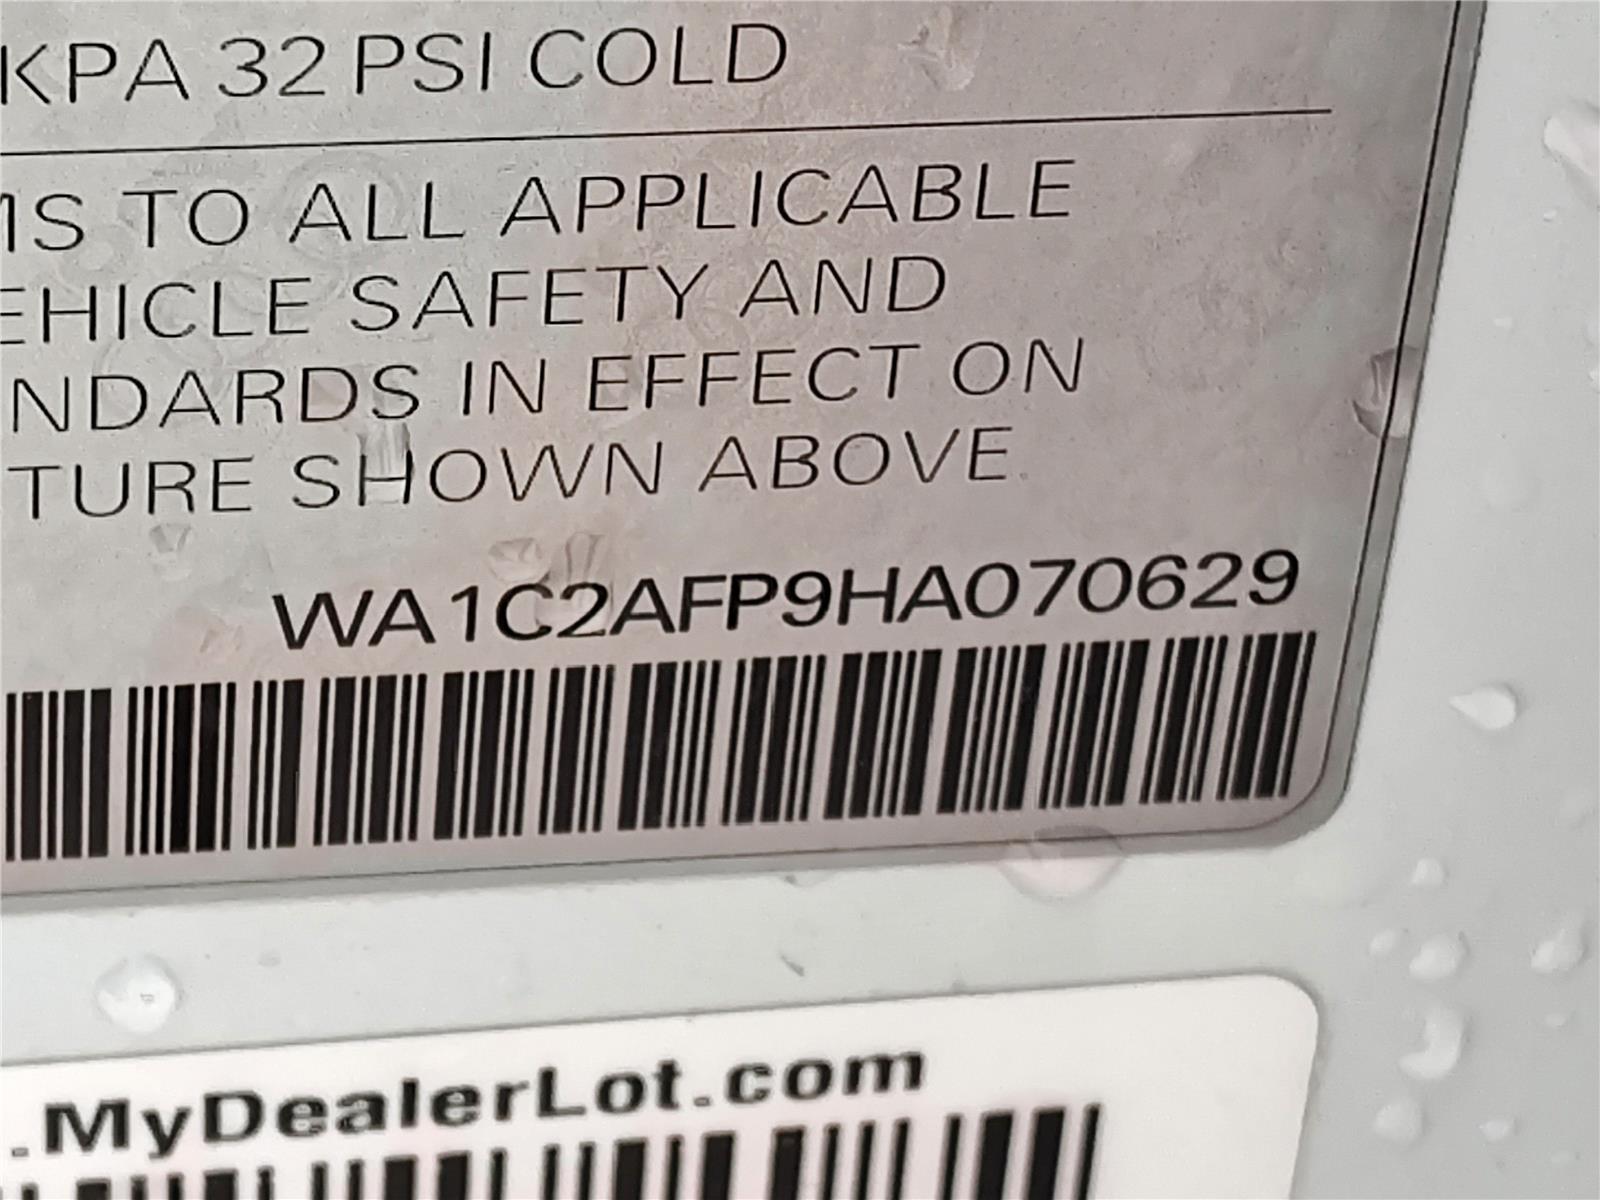 KPA 32 PSI COLD
MS TO ALL APPLICABLE
EHICLE SAFETY AND
NDARDS IN EFFECT ON
TURE SHOWN ABOVE.
WA1C2AFP9HA070629
.MyDealerLot.com